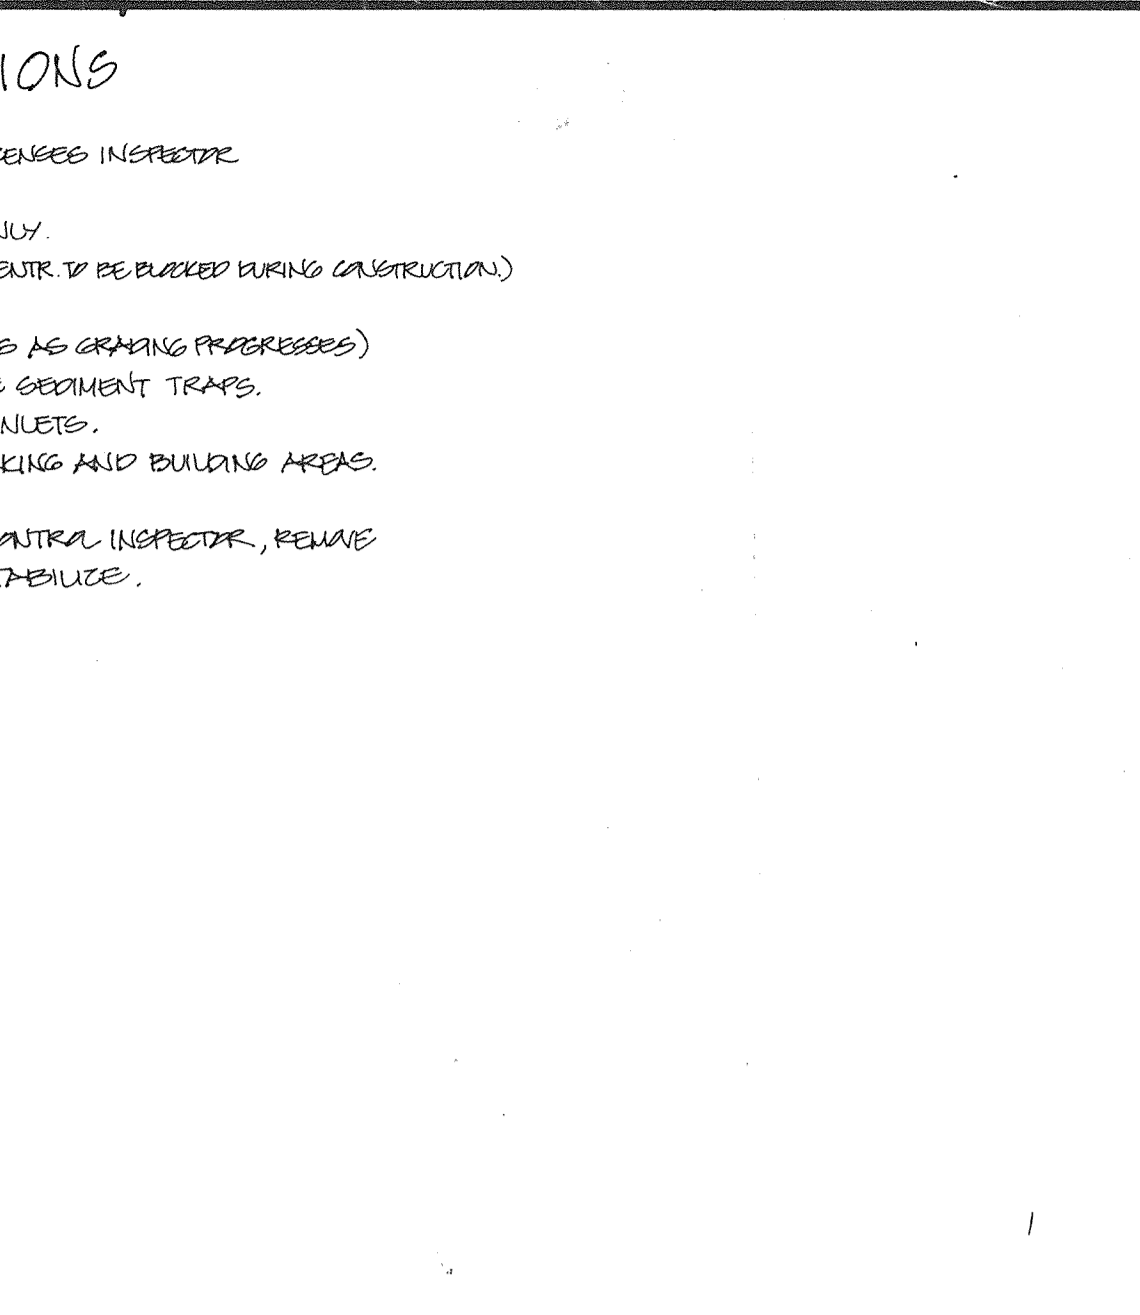 IONS
ENSES INSPECTOR
NLY.
ENTR. TO BE BLOCKED DURING CONSTRUCTION.)
S AS GRADING PROGRESSES)
E SEDIMENT TRAPS.
NLETS.
KING AND BUILDING AREAS.
ONTROL INSPECTOR, REMOVE
TABILIZE.